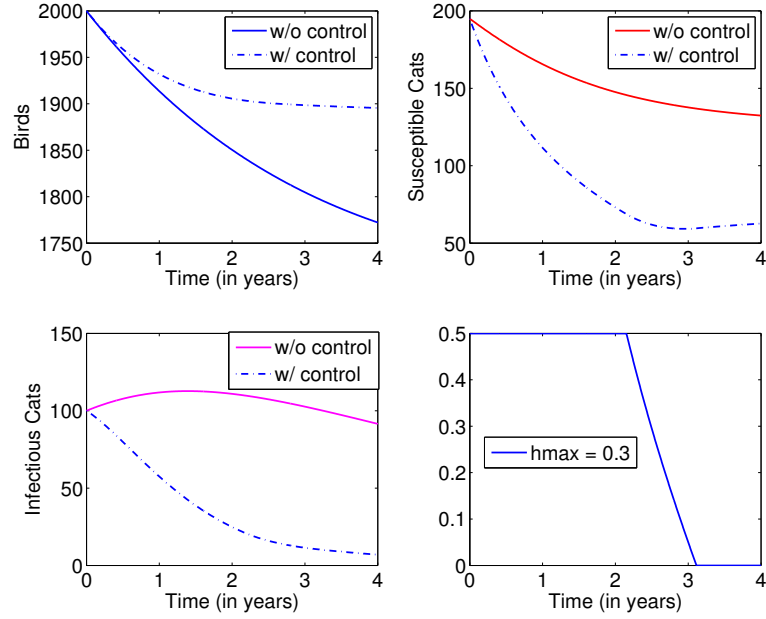 2000
1950
1900
1850
1800
1750
Birds
w/o control
w/ control
0 1 2 3 4
Time (in years)
200
150
100
50
Susceptible Cats
w/o control
w/ control
0 1 2 3 4
Time (in years)
150
100
50
0
Infectious Cats
w/o control
w/ control
0 1 2 3 4
Time (in years)
0.5
0.4
0.3
0.2
0.1
0
hmax = 0.3
0 1 2 3 4
Time (in years)